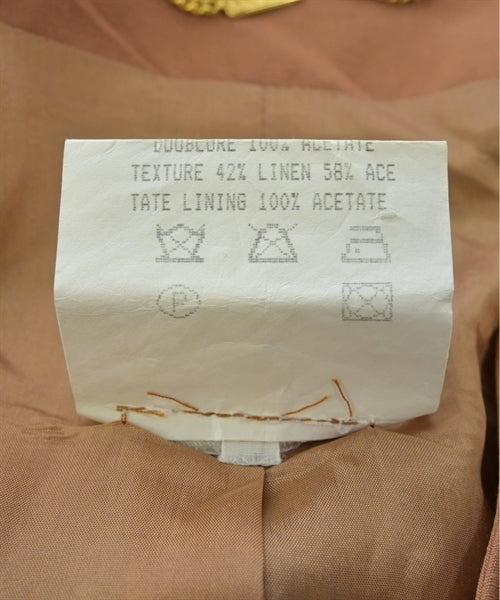 DOUBLURE 100% ACETATE
TEXTURE 42% LINEN 58% ACE
TATE LINING 100% ACETATE
P